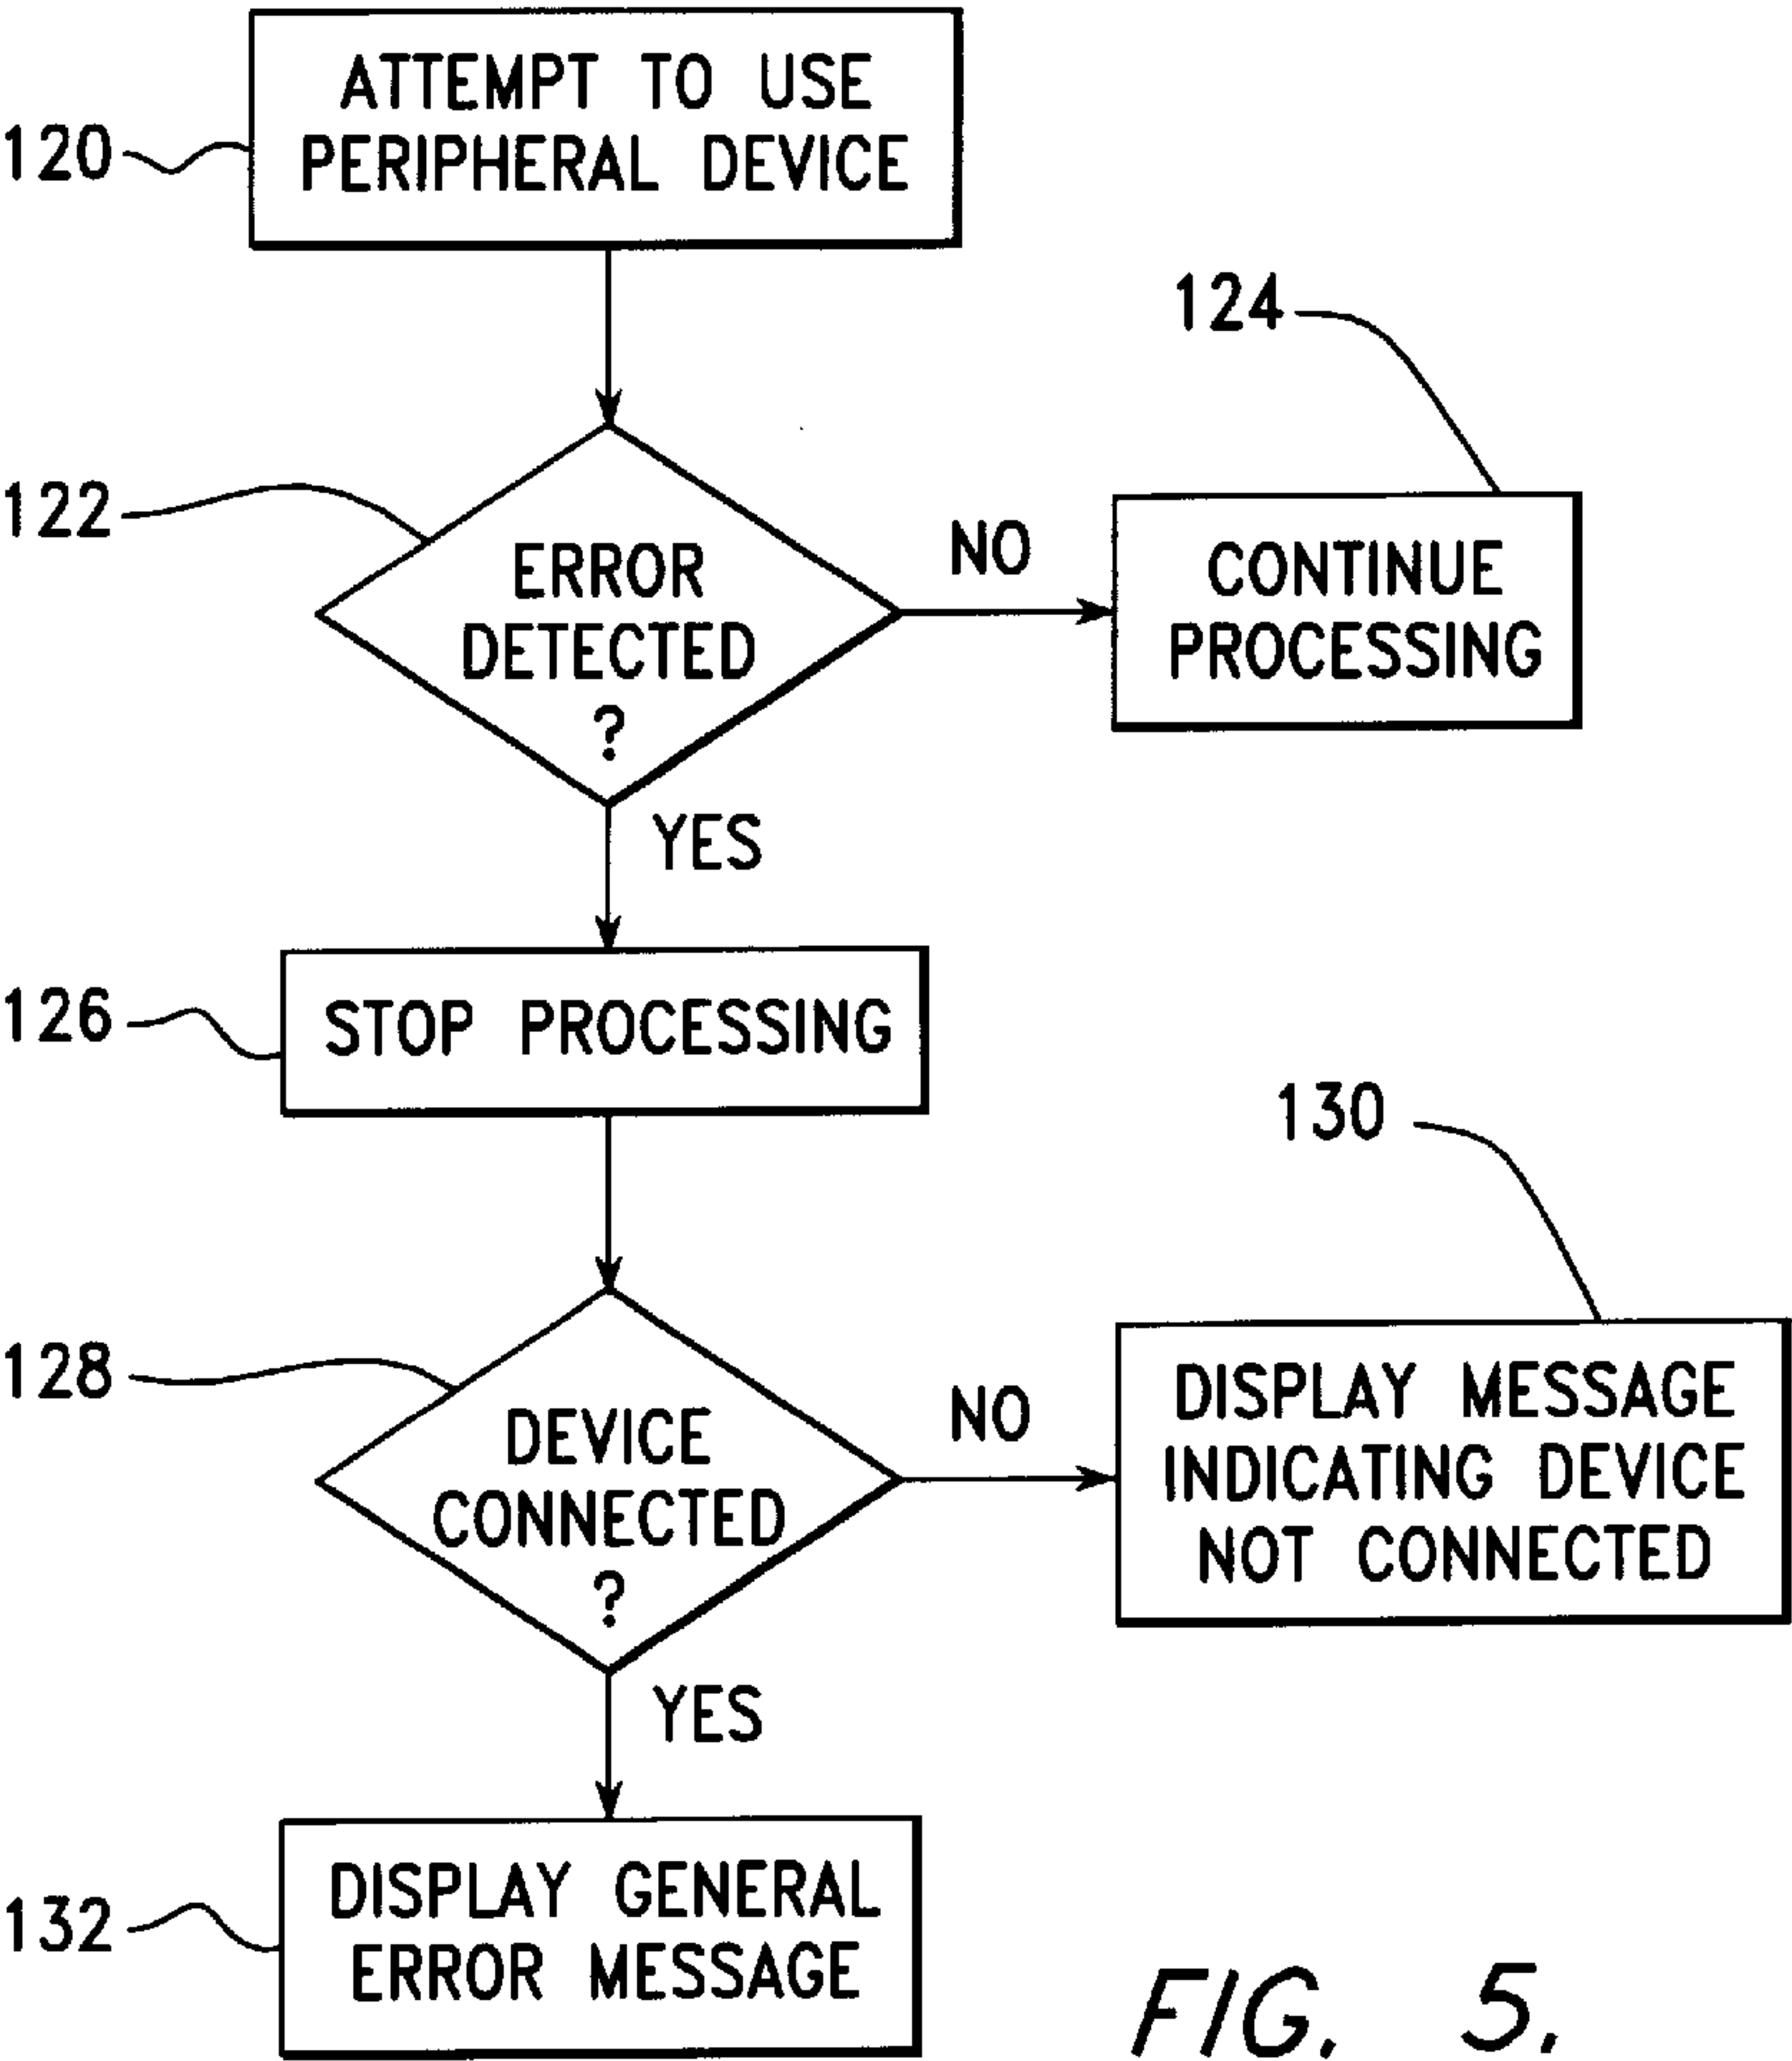 ATTEMPT TO USE
PERIPHERAL DEVICE
120
124
122
ERROR
DETECTED
?
NO
CONTINUE
PROCESSING
YES
126
STOP PROCESSING
130
128
DEVICE
CONNECTED
?
NO
DISPLAY MESSAGE
INDICATING DEVICE
NOT CONNECTED
YES
132
DISPLAY GENERAL
ERROR MESSAGE
FIG. 5.